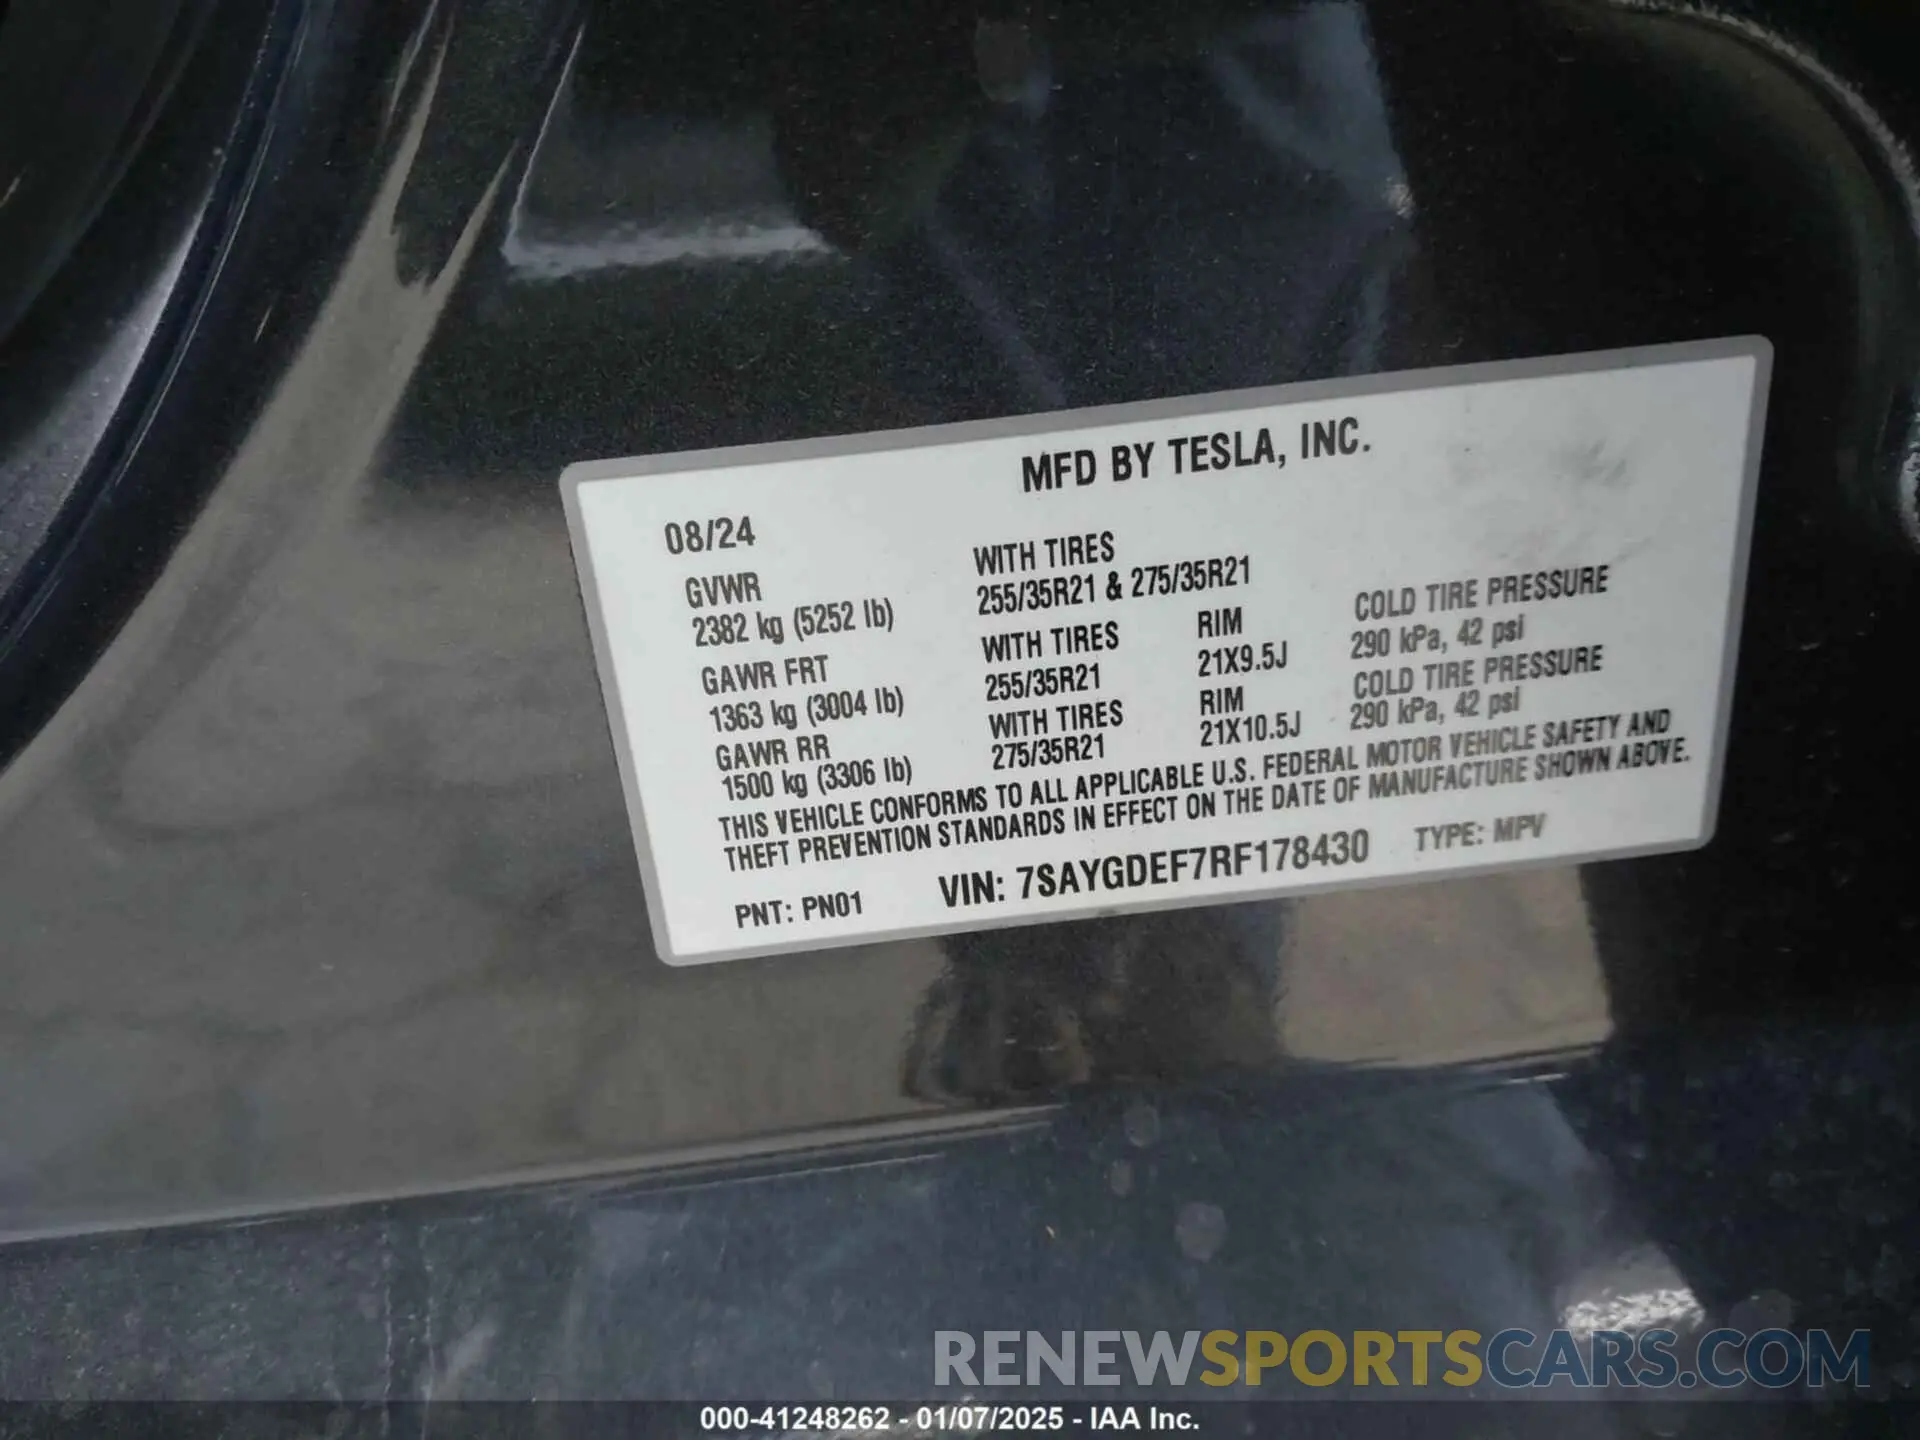 MFD BY TESLA, INC.
08/24
GVWR
2382 kg (5252 lb)
WITH TIRES
255/35R21 & 275/35R21
GAWR FRT
1363 kg (3004 lb)
WITH TIRES
255/35R21
RIM
21X9.5J
COLD TIRE PRESSURE
290 kPa, 42 psi
GAWR RR
1500 kg (3306 lb)
WITH TIRES
275/35R21
RIM
21X10.5J
COLD TIRE PRESSURE
290 kPa, 42 psi
THIS VEHICLE CONFORMS TO ALL APPLICABLE U.S. FEDERAL MOTOR VEHICLE SAFETY AND
THEFT PREVENTION STANDARDS IN EFFECT ON THE DATE OF MANUFACTURE SHOWN ABOVE.
PNT: PN01
VIN: 7SAYGDEF7RF178430
TYPE: MPV
RENEWSPORTSCARS.COM
000-41248262 - 01/07/2025 - IAA Inc.